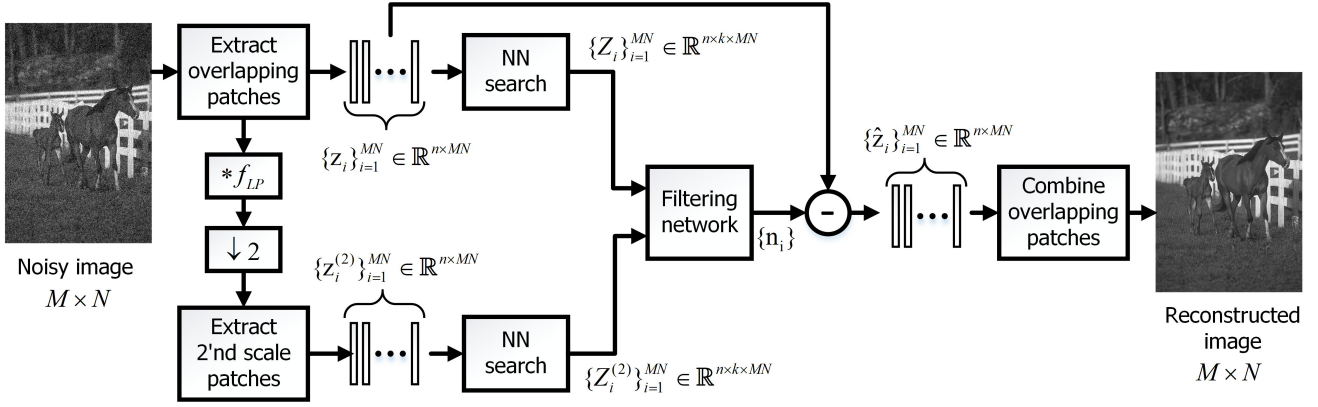 Noisy image
M × N
Extract
overlapping
patches
* f_{LP}
↓ 2
Extract
2'nd scale
patches
{z_i}_{i=1}^{MN} ∈ ℝ^{n×MN}
{z_i^{(2)}}_{i=1}^{MN} ∈ ℝ^{n×MN}
NN
search
{Z_i}_{i=1}^{MN} ∈ ℝ^{n×k×MN}
NN
search
{Z_i^{(2)}}_{i=1}^{MN} ∈ ℝ^{n×k×MN}
Filtering
network
{n_i}
-
{ẑ_i}_{i=1}^{MN} ∈ ℝ^{n×MN}
Combine
overlapping
patches
Reconstructed
image
M × N